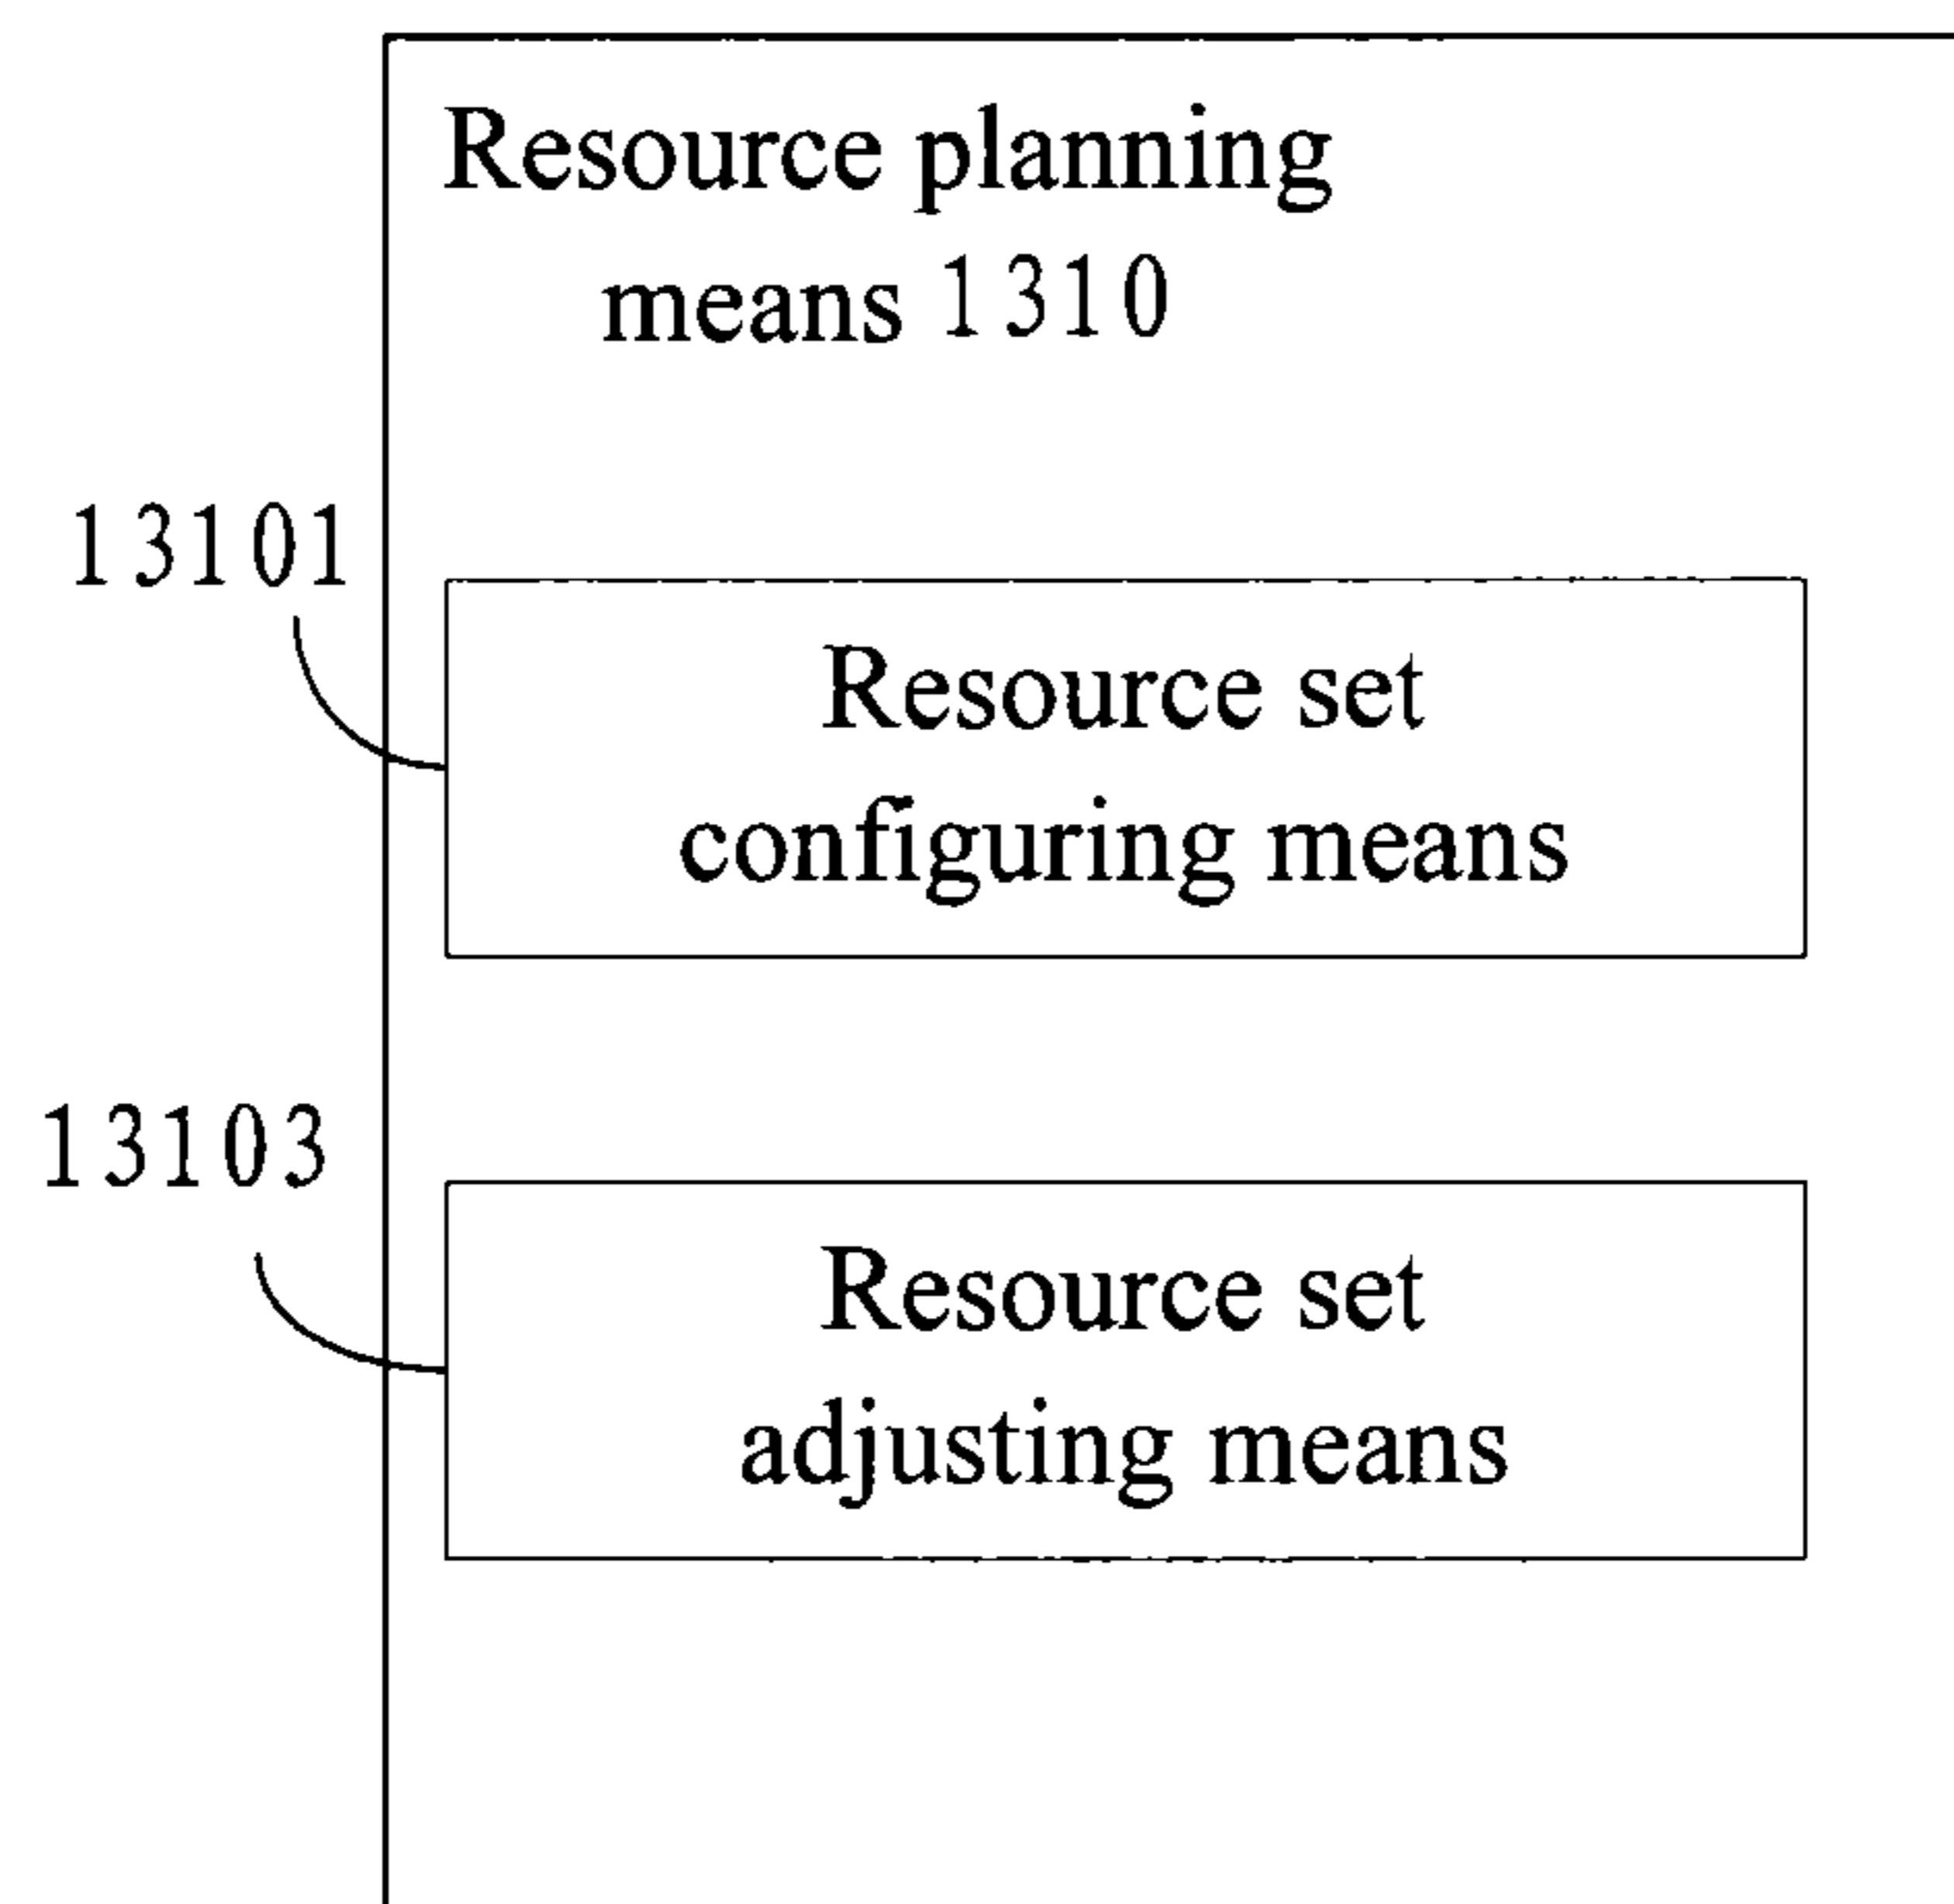 Resource planning
means 1310
13101
Resource set
configuring means
13103
Resource set
adjusting means